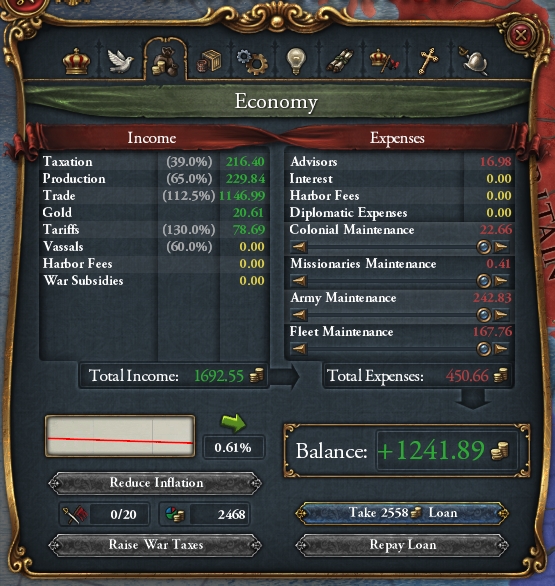 Economy
Income
Taxation (39.0%) 216.40
Production (65.0%) 229.84
Trade (112.5%) 1146.99
Gold 20.61
Tariffs (130.0%) 78.69
Vassals (60.0%) 0.00
Harbor Fees 0.00
War Subsidies 0.00
Total Income: 1692.55
Expenses
Advisors 16.98
Interest 0.00
Harbor Fees 0.00
Diplomatic Expenses 0.00
Colonial Maintenance 22.66
Missionaries Maintenance 0.41
Army Maintenance 242.83
Fleet Maintenance 167.76
Total Expenses: 450.66
0.61%
Reduce Inflation
0/20 2468
Raise War Taxes
Balance: +1241.89
Take 2558 Loan
Repay Loan